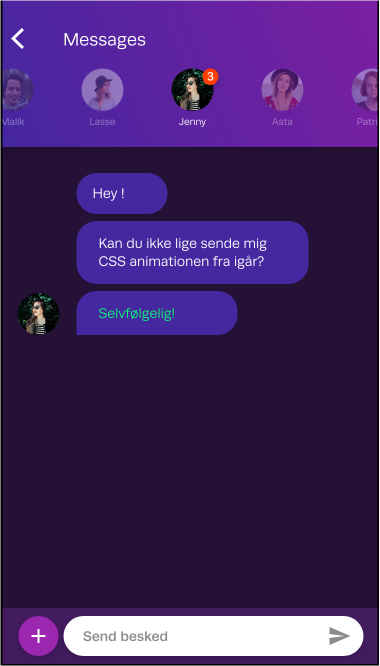 Messages
3
Malik
Lasse
Jenny
Asta
Patri
Hey !
Kan du ikke lige sende mig
CSS animationen fra igår?
Selvfølgelig!
+
Send besked